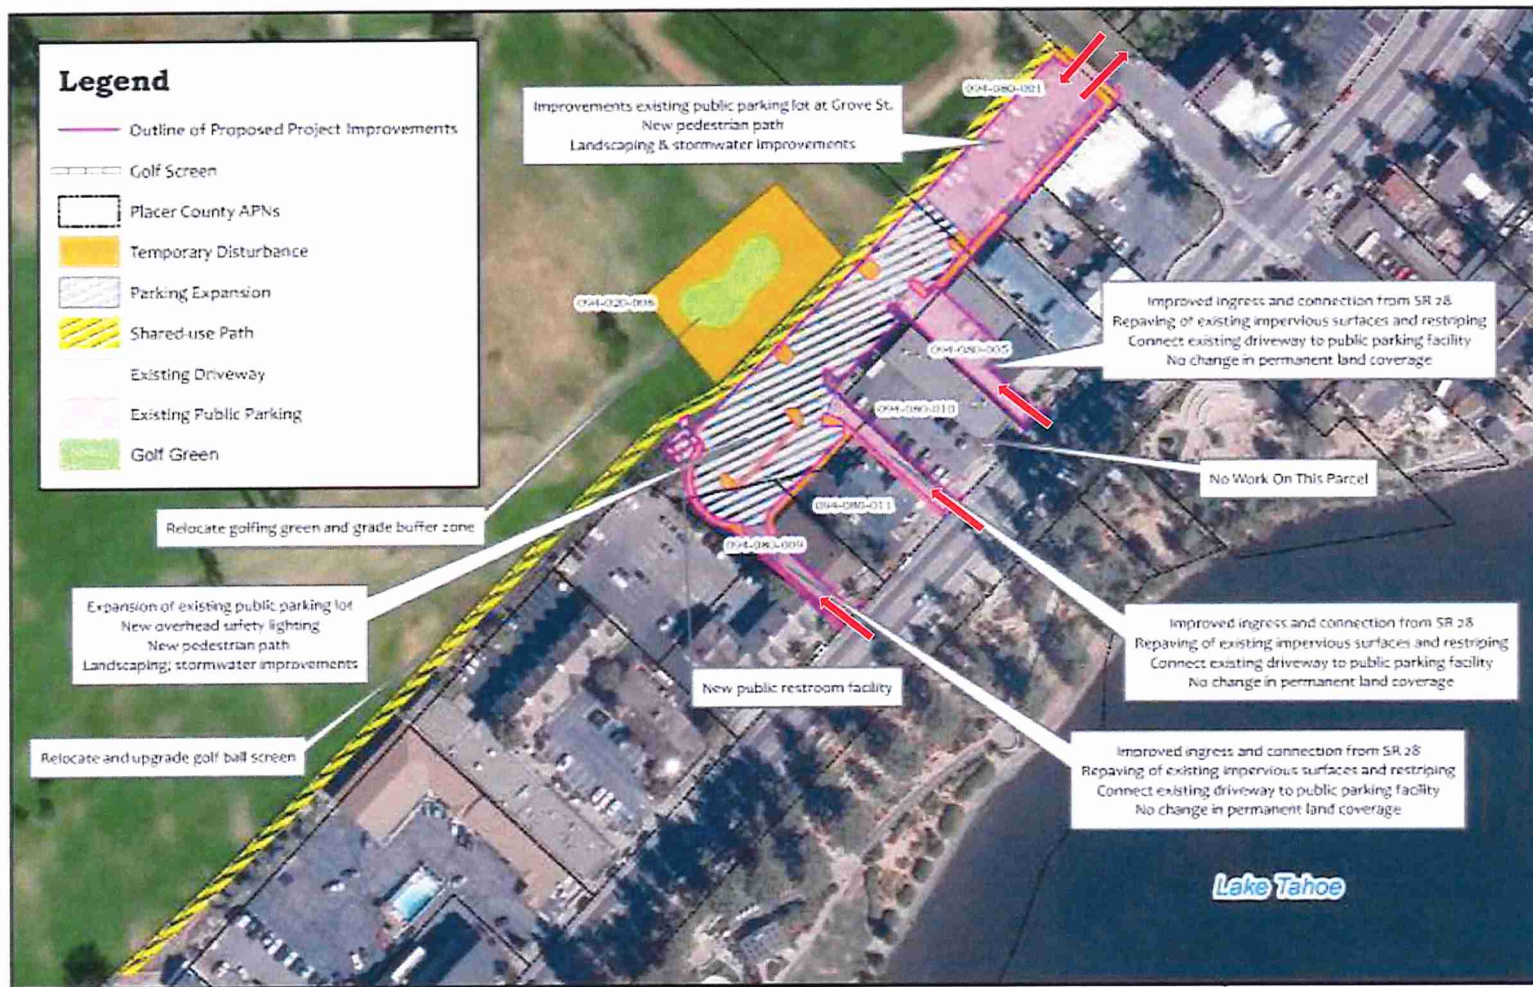 Legend
Outline of Proposed Project Improvements
Golf Screen
Placer County APNs
Temporary Disturbance
Parking Expansion
Shared-use Path
Existing Driveway
Existing Public Parking
Golf Green
Improvements existing public parking lot at Grove St.
New pedestrian path
Landscaping & stormwater improvements
094-080-001
094-020-006
Improved ingress and connection from SR 28
Repaving of existing impervious surfaces and restriping
Connect existing driveway to public parking facility
No change in permanent land coverage
094-080-005
094-080-010
No Work On This Parcel
094-080-011
094-080-009
Relocate golfing green and grade buffer zone
Expansion of existing public parking lot
New overhead safety lighting
New pedestrian path
Landscaping; stormwater improvements
New public restroom facility
Improved ingress and connection from SR 28
Repaving of existing impervious surfaces and restriping
Connect existing driveway to public parking facility
No change in permanent land coverage
Relocate and upgrade golf ball screen
Improved ingress and connection from SR 28
Repaving of existing impervious surfaces and restriping
Connect existing driveway to public parking facility
No change in permanent land coverage
Lake Tahoe